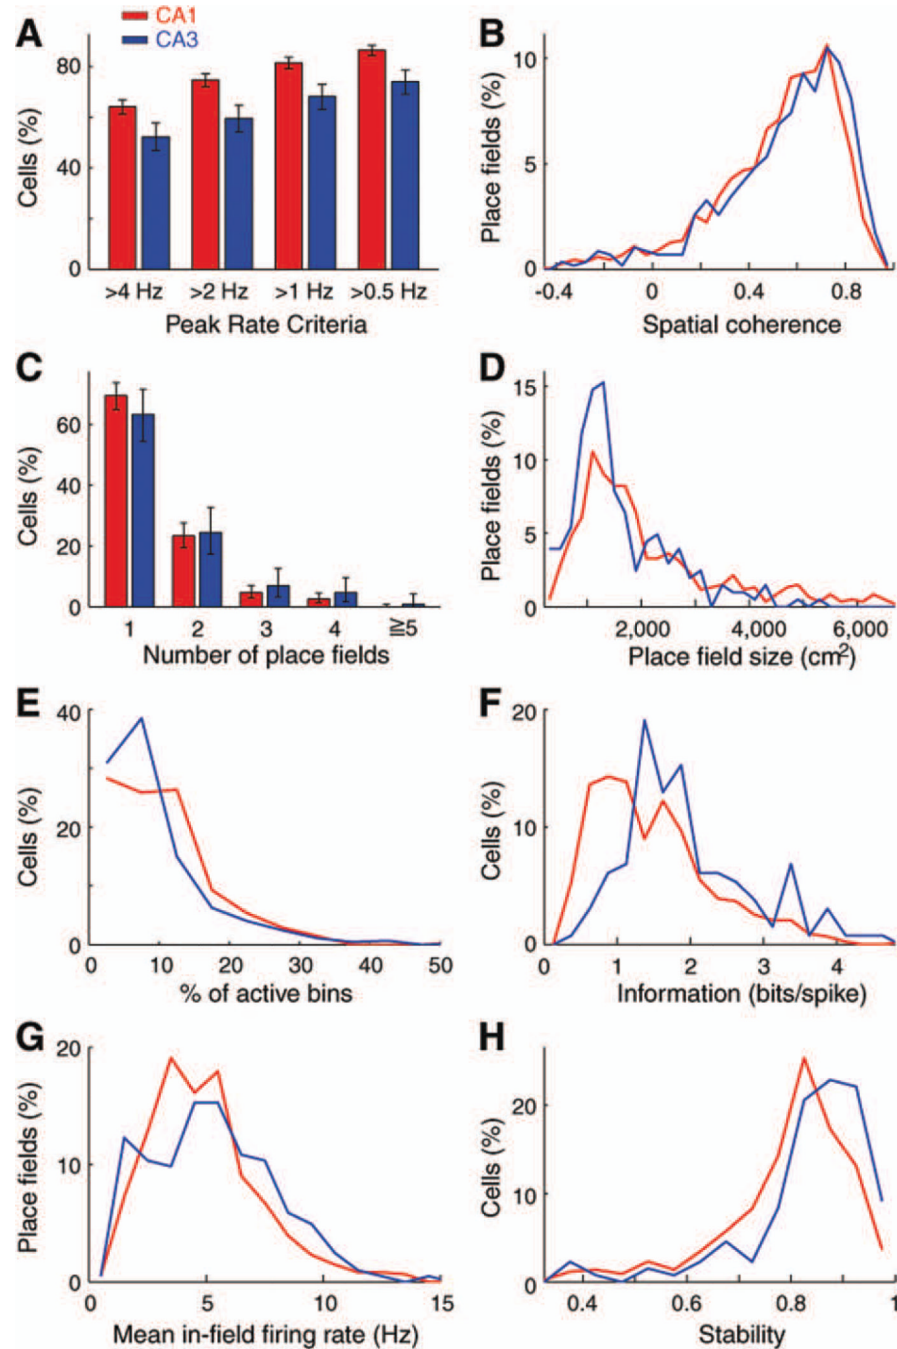 A
CA1
CA3
80
40
0
Cells (%)
>4 Hz >2 Hz >1 Hz >0.5 Hz
Peak Rate Criteria
B
10
5
0
Place fields (%)
-0.4 0 0.4 0.8
Spatial coherence
C
60
40
20
0
Cells (%)
1 2 3 4 ≧5
Number of place fields
D
15
10
5
0
Place fields (%)
2,000 4,000 6,000
Place field size (cm²)
E
40
20
0
Cells (%)
0 10 20 30 40 50
% of active bins
F
20
10
0
Cells (%)
0 1 2 3 4
Information (bits/spike)
G
20
10
0
Place fields (%)
0 5 10 15
Mean in-field firing rate (Hz)
H
20
10
0
Cells (%)
0.4 0.6 0.8 1
Stability